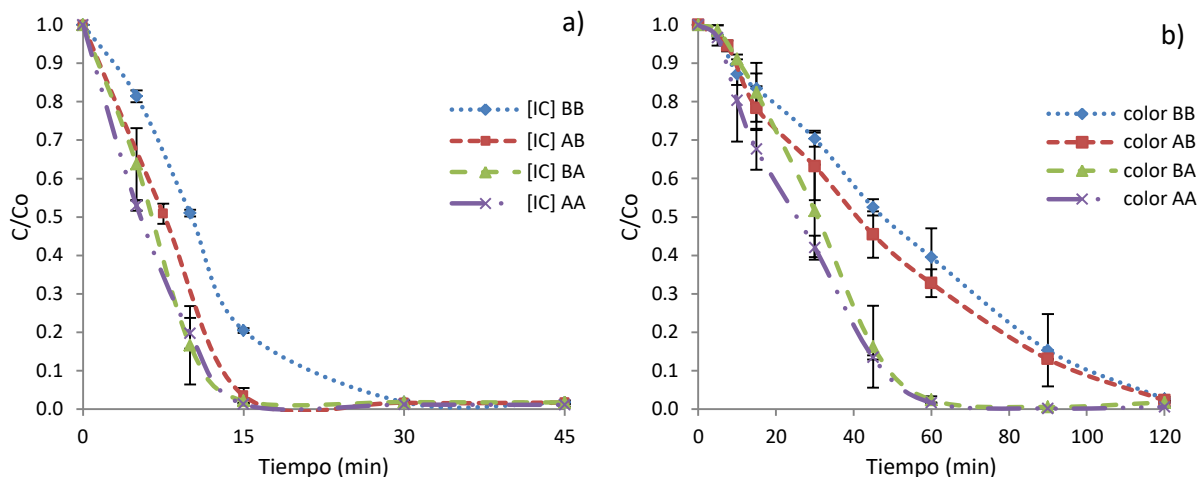 a)
1.0
0.9
0.8
0.7
0.6
0.5
0.4
0.3
0.2
0.1
0.0
C/Co
0 15 30 45
Tiempo (min)
[IC] BB
[IC] AB
[IC] BA
[IC] AA
b)
1.0
0.9
0.8
0.7
0.6
0.5
0.4
0.3
0.2
0.1
0.0
C/Co
0 20 40 60 80 100 120
Tiempo (min)
color BB
color AB
color BA
color AA